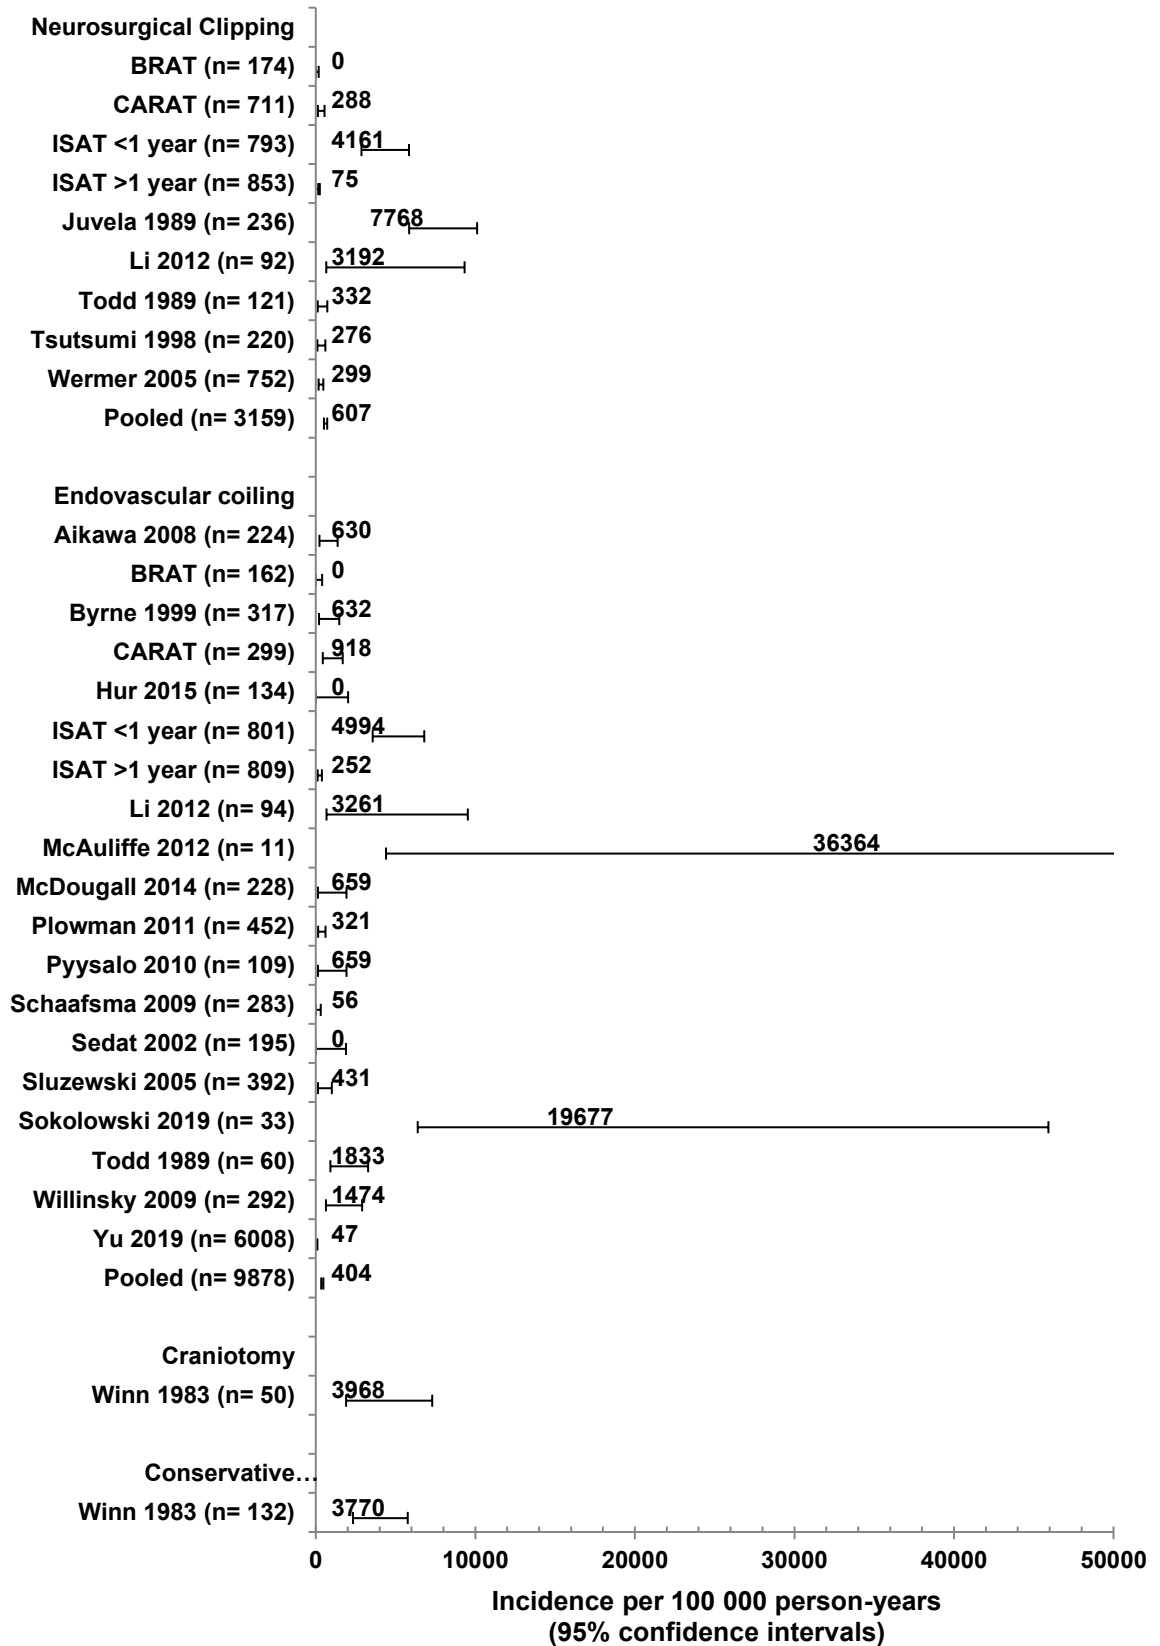 Neurosurgical Clipping
BRAT (n= 174) 0
CARAT (n= 711) 288
ISAT <1 year (n= 793) 4161
ISAT >1 year (n= 853) 75
Juvela 1989 (n= 236) 7768
Li 2012 (n= 92) 3192
Todd 1989 (n= 121) 332
Tsutsumi 1998 (n= 220) 276
Wermer 2005 (n= 752) 299
Pooled (n= 3159) 607
Endovascular coiling
Aikawa 2008 (n= 224) 630
BRAT (n= 162) 0
Byrne 1999 (n= 317) 632
CARAT (n= 299) 918
Hur 2015 (n= 134) 0
ISAT <1 year (n= 801) 4994
ISAT >1 year (n= 809) 252
Li 2012 (n= 94) 3261
McAuliffe 2012 (n= 11) 36364
McDougall 2014 (n= 228) 659
Plowman 2011 (n= 452) 321
Pyysalo 2010 (n= 109) 659
Schaafsma 2009 (n= 283) 56
Sedat 2002 (n= 195) 0
Sluzewski 2005 (n= 392) 431
Sokolowski 2019 (n= 33) 19677
Todd 1989 (n= 60) 1833
Willinsky 2009 (n= 292) 1474
Yu 2019 (n= 6008) 47
Pooled (n= 9878) 404
Craniotomy
Winn 1983 (n= 50) 3968
Conservative…
Winn 1983 (n= 132) 3770
0 10000 20000 30000 40000 50000
Incidence per 100 000 person-years
(95% confidence intervals)